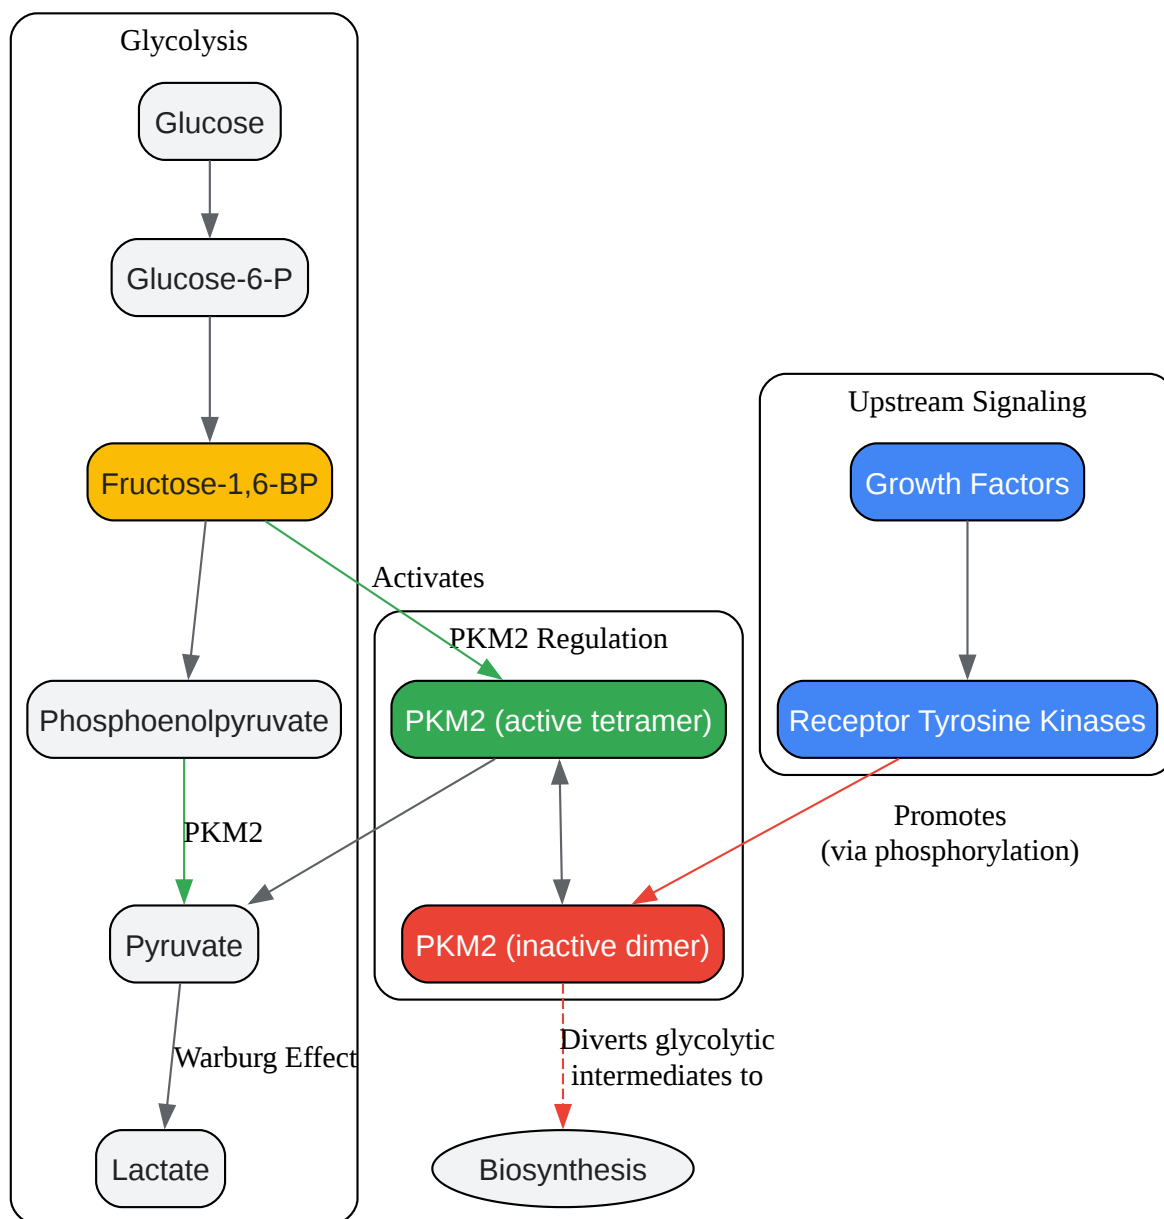 Glycolysis
Glucose
Glucose-6-P
Upstream Signaling
Fructose-1,6-BP
Growth Factors
Activates
PKM2 Regulation
Phosphoenolpyruvate
PKM2 (active tetramer)
Receptor Tyrosine Kinases
PKM2
Promotes
(via phosphorylation)
Pyruvate
PKM2 (inactive dimer)
Warburg Effect
Diverts glycolytic
intermediates to
Lactate
Biosynthesis